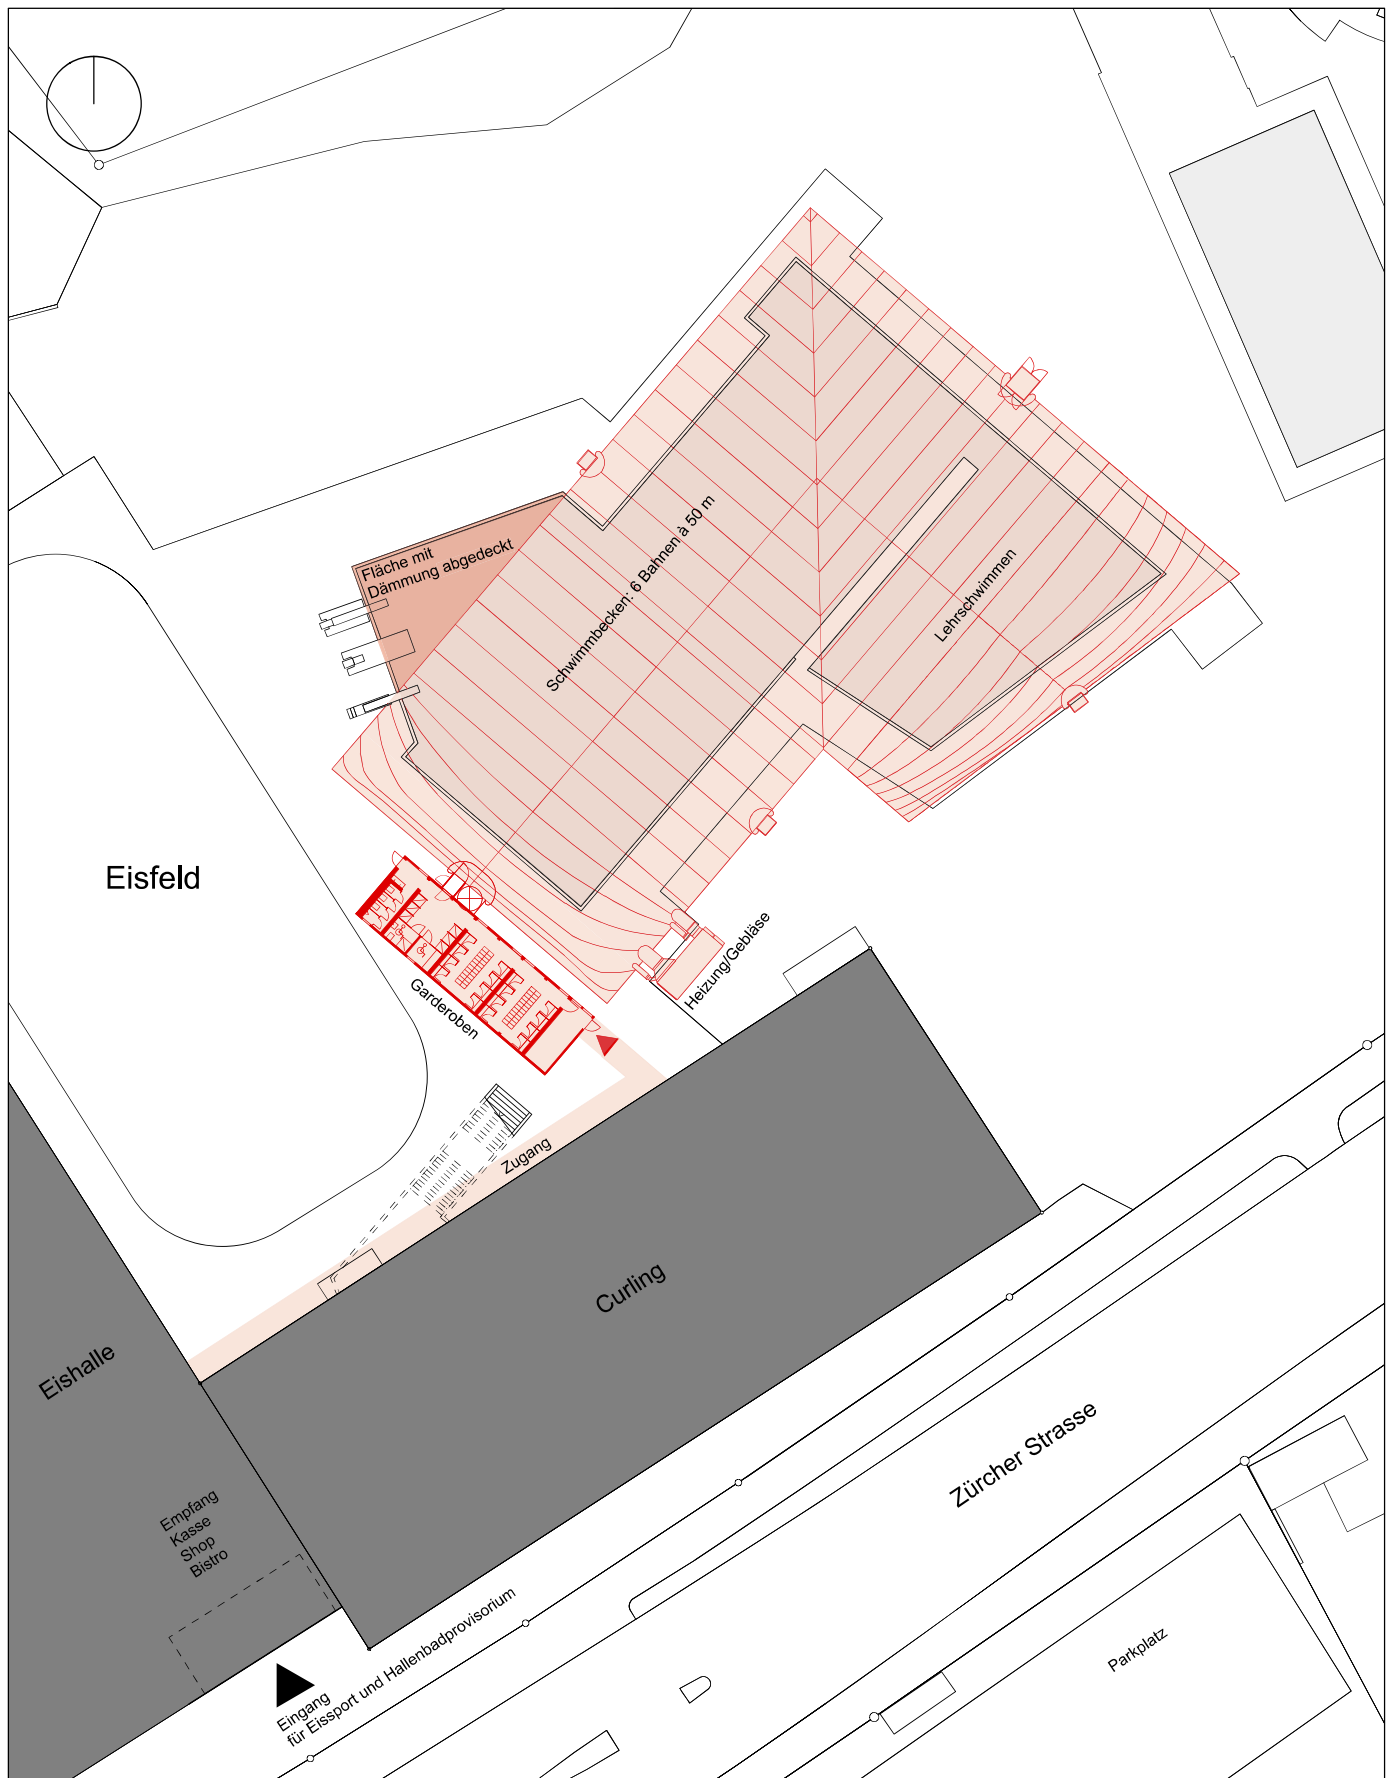 Fläche mit
Dämmung abgedeckt
Schwimmbecken: 6 Bahnen à 50 m
Lehrschwimmen
Eisfeld
Garderoben
Heizung/Gebläse
Zugang
Curling
Eishalle
Zürcher Strasse
Empfang
Kasse
Shop
Bistro
Eingang
für Eissport und Hallenbadprovisorium
Parkplatz